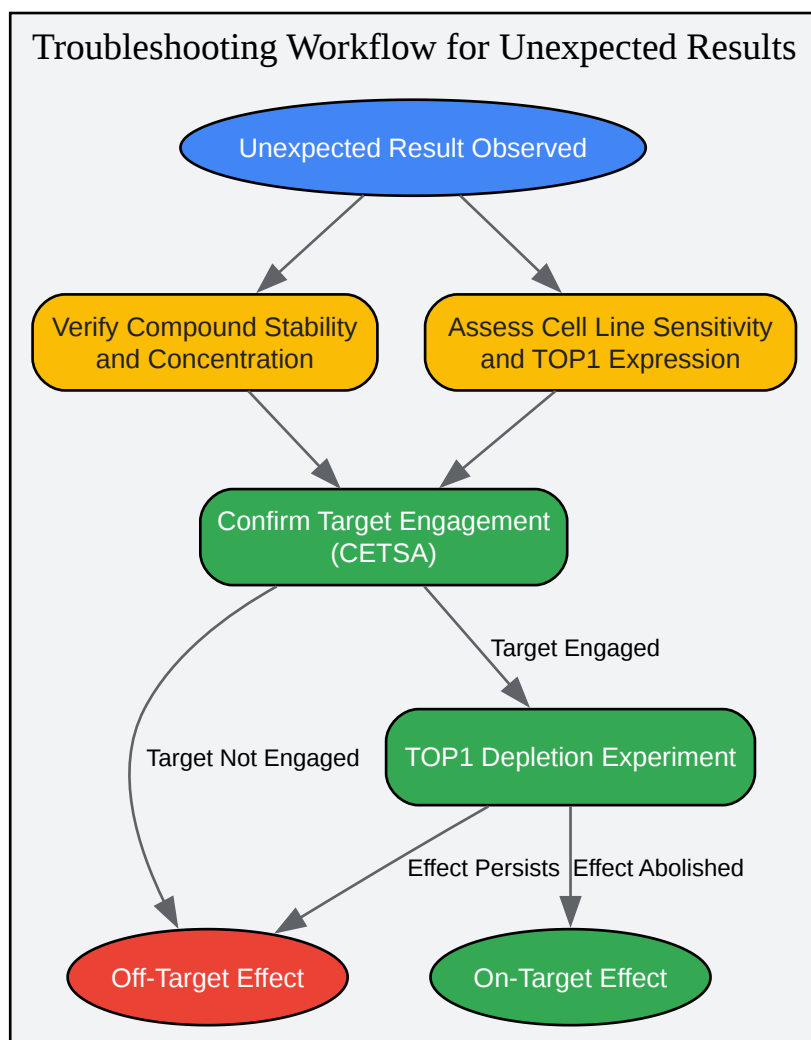 Troubleshooting Workflow for Unexpected Results
Unexpected Result Observed
Verify Compound Stability
and Concentration
Assess Cell Line Sensitivity
and TOP1 Expression
Confirm Target Engagement
(CETSA)
Target Engaged
Target Not Engaged
TOP1 Depletion Experiment
Effect Persists
Effect Abolished
Off-Target Effect
On-Target Effect